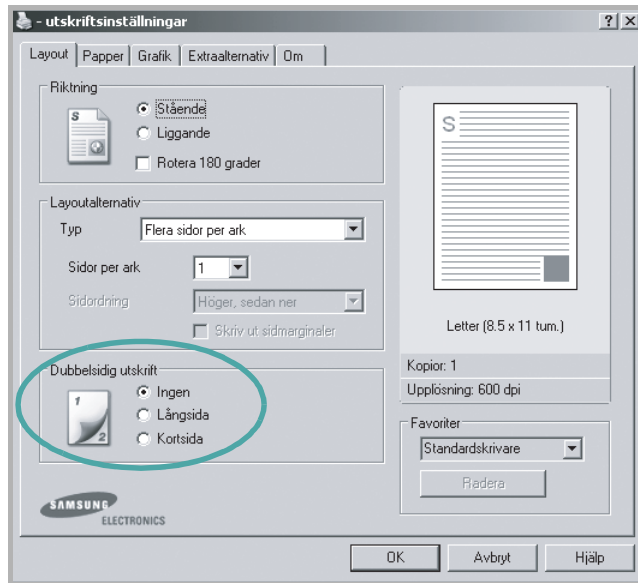 - utskriftsinställningar
Layout Papper Grafik Extraalternativ Om
Riktning
S
Stående
Liggande
Rotera 180 grader
Layoutalternativ
Typ Flera sidor per ark
Sidor per ark 1
Sidordning Höger, sedan ner
Skriv ut sidmarginaler
Dubbelsidig utskrift
1
2
Ingen
Långsida
Kortsida
SAMSUNG
ELECTRONICS
S
Letter (8.5 x 11 tum.)
Kopior: 1
Upplösning: 600 dpi
Favoriter
Standardskrivare
Radera
OK Avbryt Hjälp